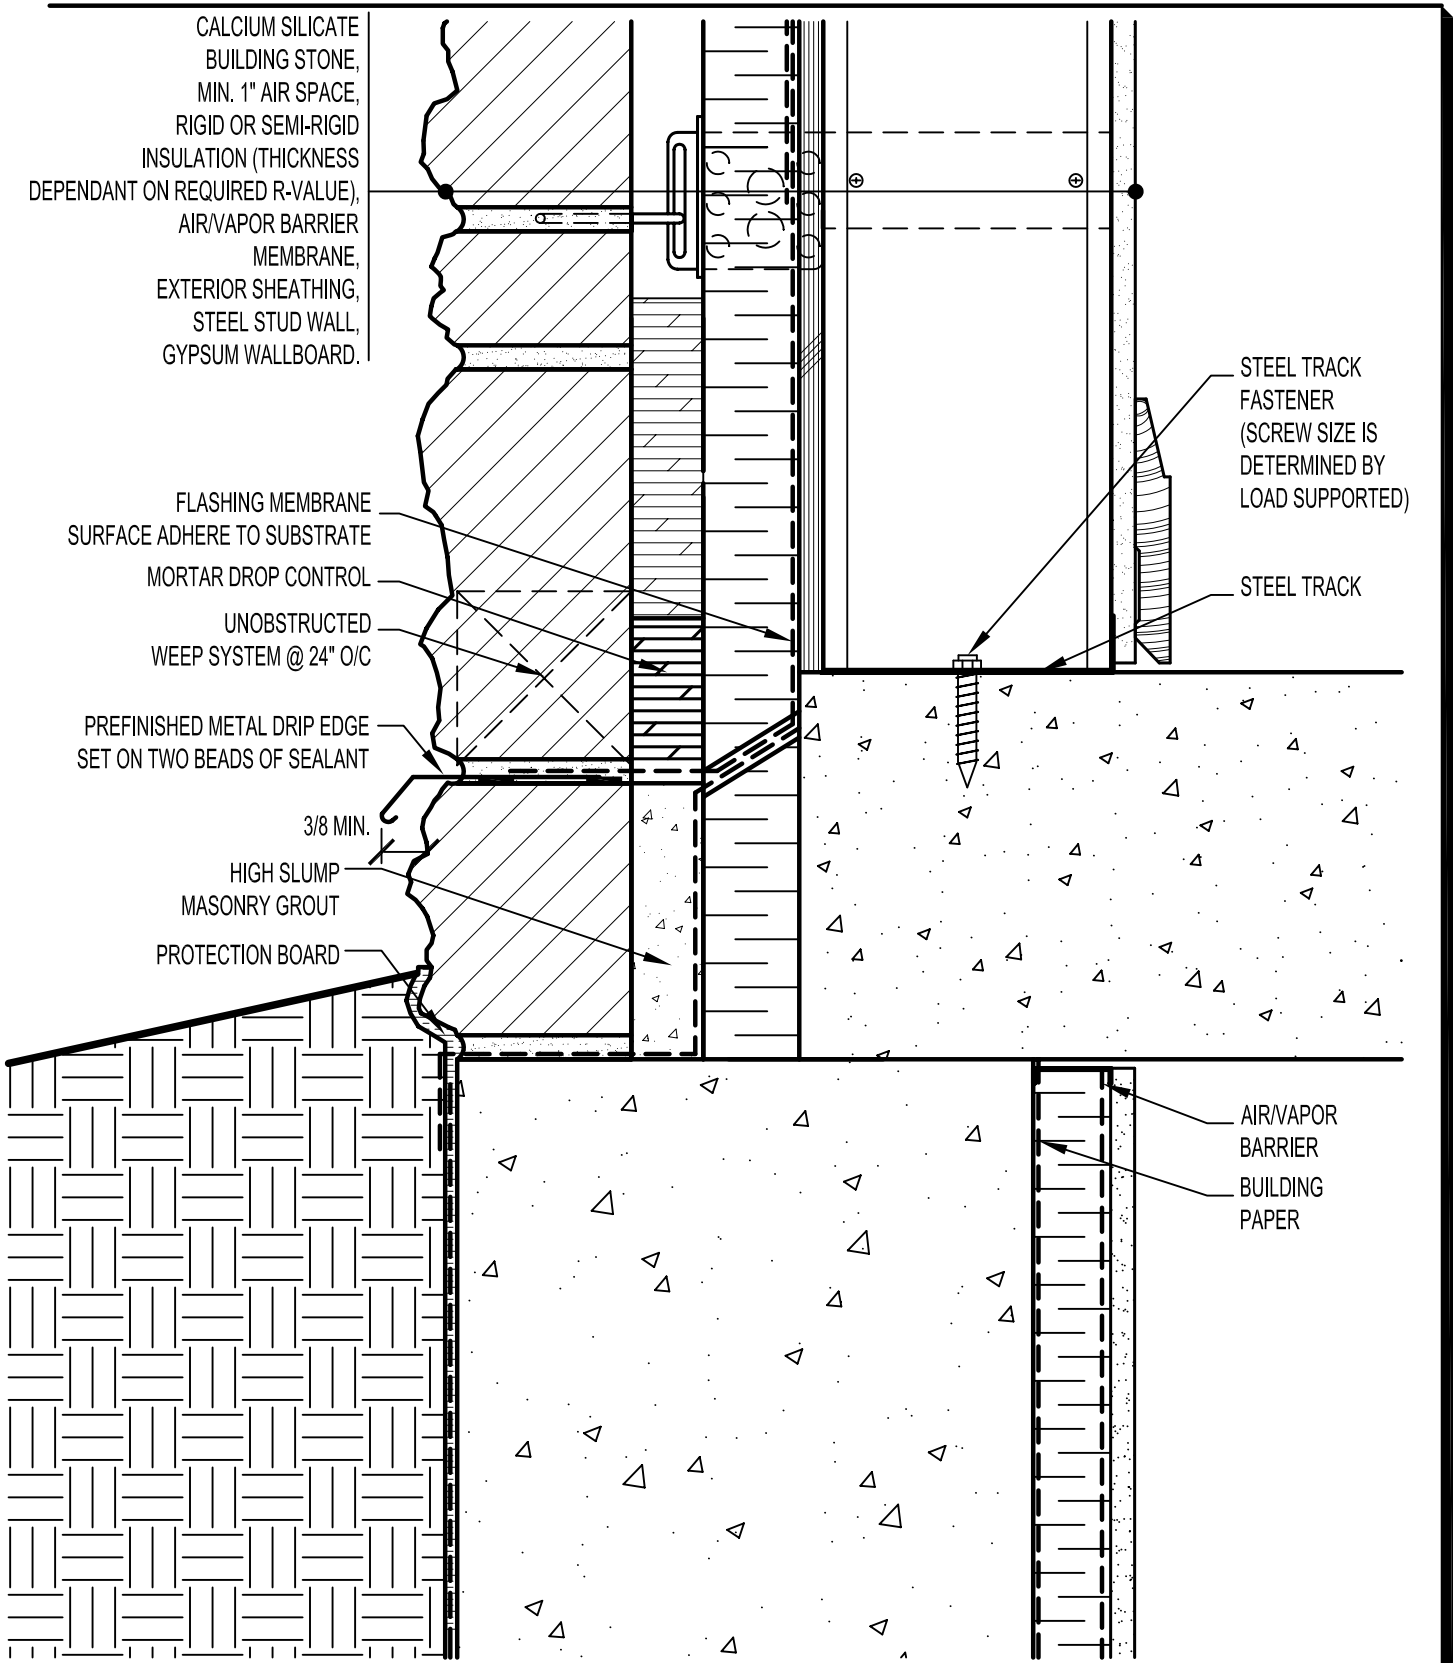 CALCIUM SILICATE
BUILDING STONE,
MIN. 1" AIR SPACE,
RIGID OR SEMI-RIGID
INSULATION (THICKNESS
DEPENDANT ON REQUIRED R-VALUE),
AIR/VAPOR BARRIER
MEMBRANE,
EXTERIOR SHEATHING,
STEEL STUD WALL,
GYPSUM WALLBOARD.
FLASHING MEMBRANE
SURFACE ADHERE TO SUBSTRATE
MORTAR DROP CONTROL
UNOBSTRUCTED
WEEP SYSTEM @ 24" O/C
PREFINISHED METAL DRIP EDGE
SET ON TWO BEADS OF SEALANT
3/8 MIN.
HIGH SLUMP
MASONRY GROUT
PROTECTION BOARD
STEEL TRACK
FASTENER
(SCREW SIZE IS
DETERMINED BY
LOAD SUPPORTED)
STEEL TRACK
AIR/VAPOR
BARRIER
BUILDING
PAPER